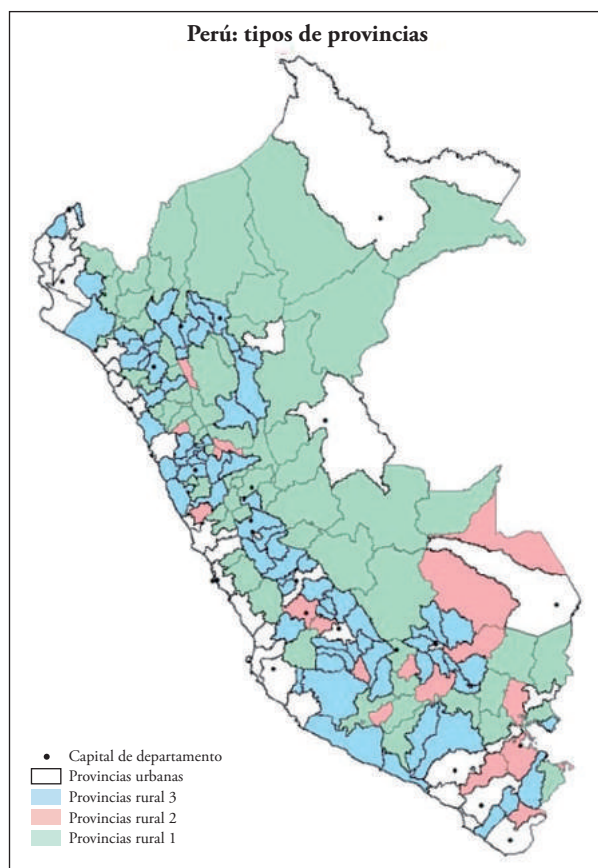 Perú: tipos de provincias
Capital de departamento
Provincias urbanas
Provincias rural 3
Provincias rural 2
Provincias rural 1